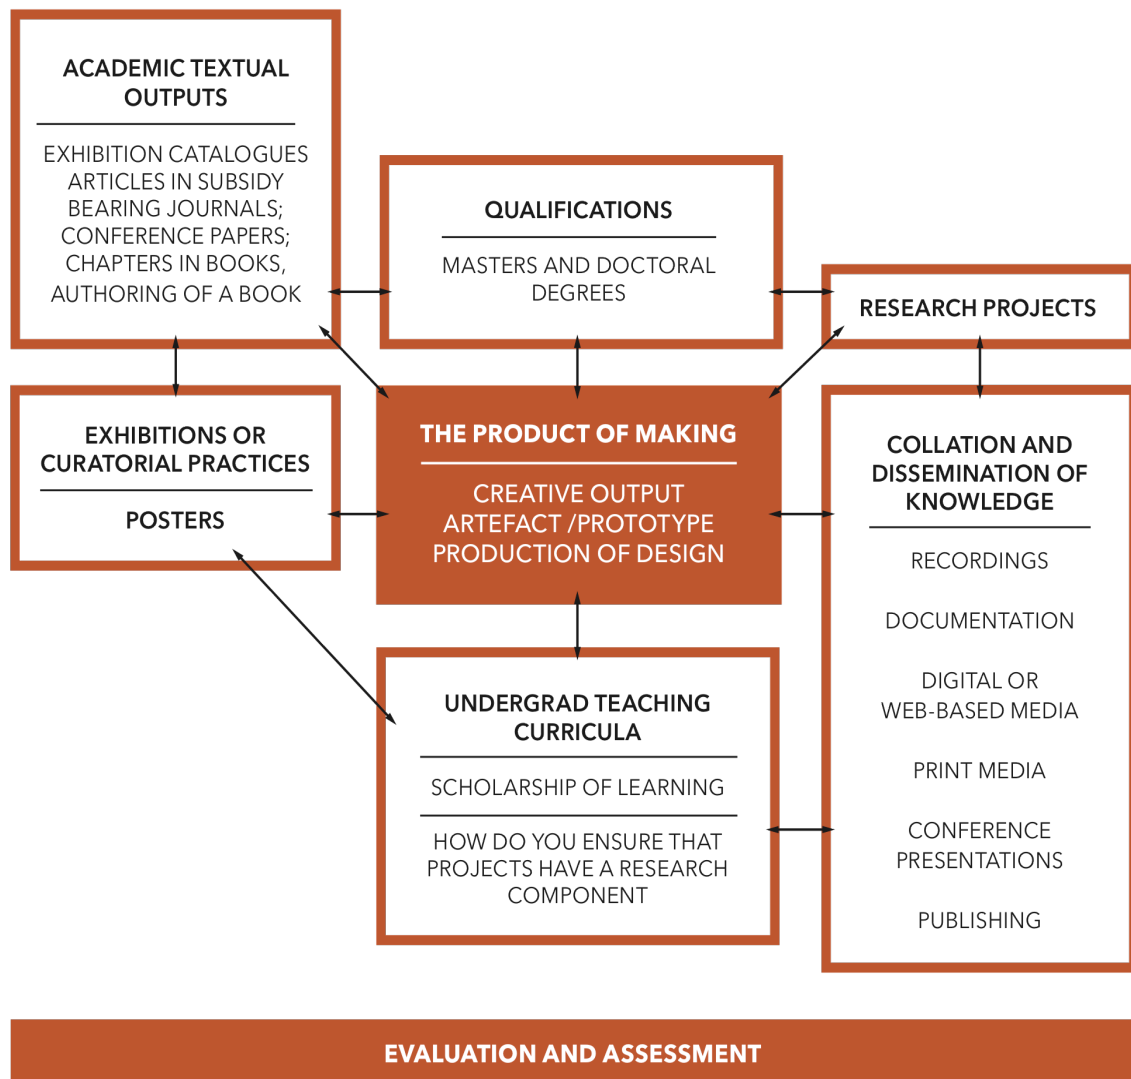 ACADEMIC TEXTUAL
OUTPUTS
EXHIBITION CATALOGUES
ARTICLES IN SUBSIDY
BEARING JOURNALS;
CONFERENCE PAPERS;
CHAPTERS IN BOOKS,
AUTHORING OF A BOOK
QUALIFICATIONS
MASTERS AND DOCTORAL
DEGREES
RESEARCH PROJECTS
EXHIBITIONS OR
CURATORIAL PRACTICES
POSTERS
THE PRODUCT OF MAKING
CREATIVE OUTPUT
ARTEFACT /PROTOTYPE
PRODUCTION OF DESIGN
COLLATION AND
DISSEMINATION OF
KNOWLEDGE
RECORDINGS
DOCUMENTATION
DIGITAL OR
WEB-BASED MEDIA
PRINT MEDIA
CONFERENCE
PRESENTATIONS
PUBLISHING
UNDERGRAD TEACHING
CURRICULA
SCHOLARSHIP OF LEARNING
HOW DO YOU ENSURE THAT
PROJECTS HAVE A RESEARCH
COMPONENT
EVALUATION AND ASSESSMENT